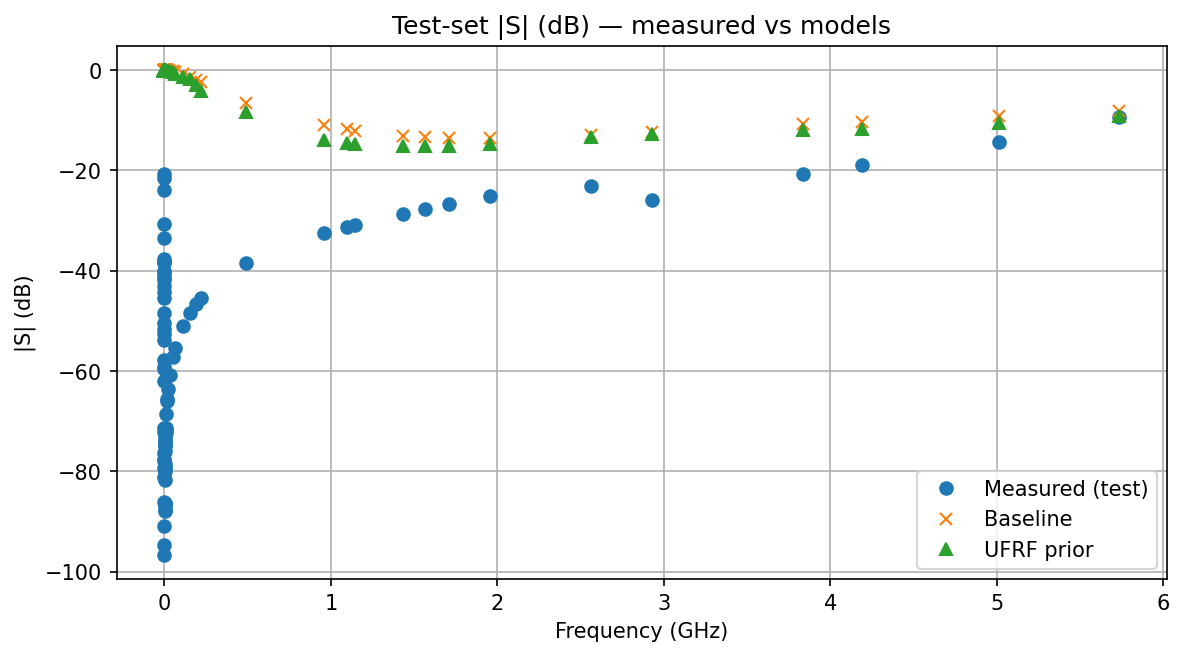 Test-set |S| (dB) — measured vs models
|S| (dB)
0
−20
−40
−60
−80
−100
0 1 2 3 4 5 6
Frequency (GHz)
Measured (test)
Baseline
UFRF prior